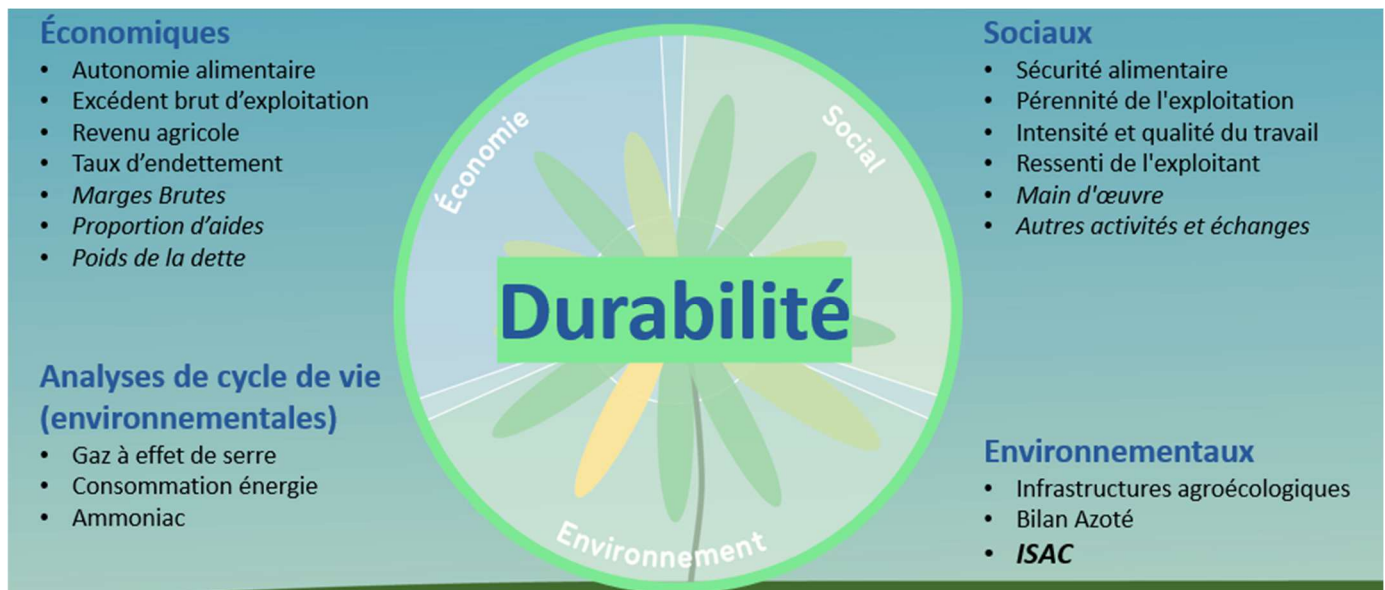 Économiques
• Autonomie alimentaire
• Excédent brut d’exploitation
• Revenu agricole
• Taux d’endettement
• Marges Brutes
• Proportion d’aides
• Poids de la dette
Analyses de cycle de vie
(environnementales)
• Gaz à effet de serre
• Consommation énergie
• Ammoniac
Économie
Social
Durabilité
Environnement
Sociaux
• Sécurité alimentaire
• Pérennité de l'exploitation
• Intensité et qualité du travail
• Ressenti de l'exploitant
• Main d'œuvre
• Autres activités et échanges
Environnementaux
• Infrastructures agroécologiques
• Bilan Azoté
• ISAC